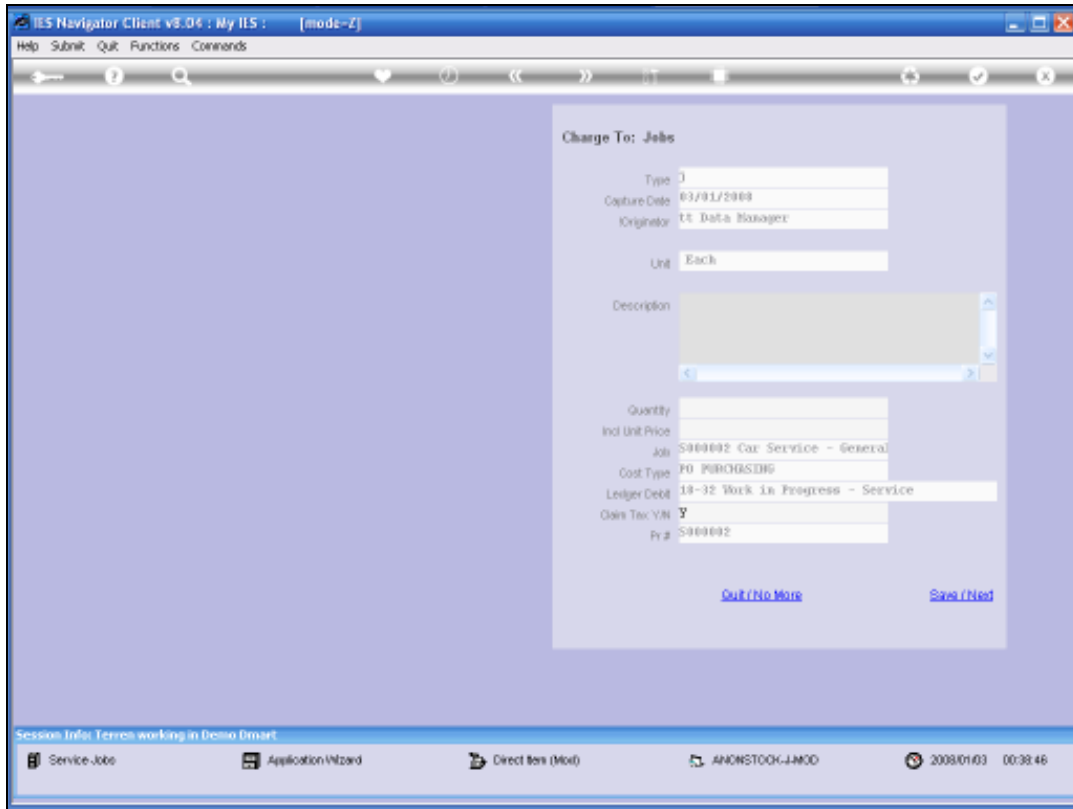 IES Navigator Client v8.04 : My IES : [mode=Z]
Help Submit Quit Functions Commands
Charge To: Jobs
Type J
Capture Date 03/01/2008
!Originator tt Data Manager
Unit Each
Description
Quantity
Incl Unit Price
Job S000002 Car Service - General
Cost Type PO PURCHASING
Ledger Debit 18-32 Work in Progress - Service
Claim Tax Y/N Y
Pr # S000002
Quit / No More Save / Next
Session Info: Terren working in Demo Dmart
Service Jobs Application Wizard Direct Item (Mod) ANONSTOCK-J-MOD 2008/01/03 00:38:46